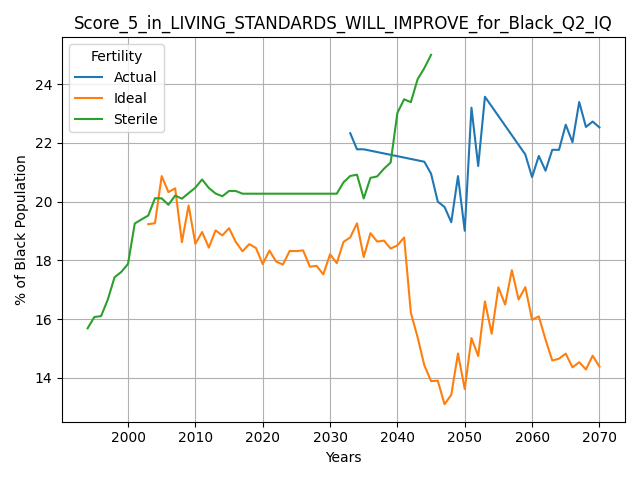 Score_5_in_LIVING_STANDARDS_WILL_IMPROVE_for_Black_Q2_IQ
Fertility
Actual
Ideal
Sterile
% of Black Population
24
22
20
18
16
14
2000 2010 2020 2030 2040 2050 2060 2070
Years